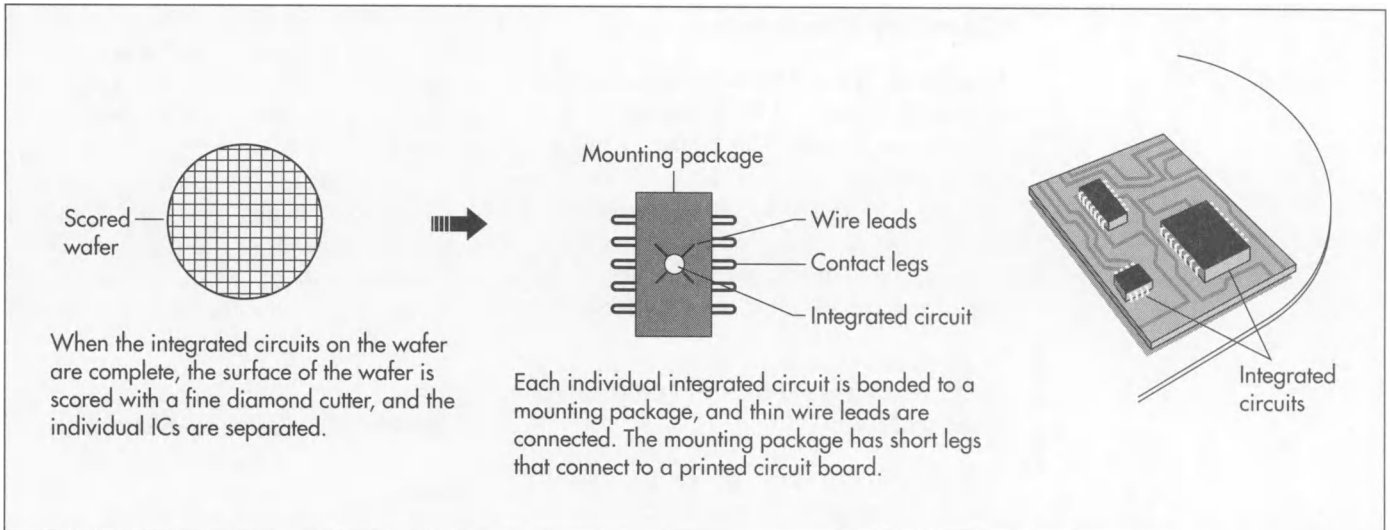 Scored
wafer
When the integrated circuits on the wafer
are complete, the surface of the wafer is
scored with a fine diamond cutter, and the
individual ICs are separated.
Mounting package
Wire leads
Contact legs
Integrated circuit
Each individual integrated circuit is bonded to a
mounting package, and thin wire leads are
connected. The mounting package has short legs
that connect to a printed circuit board.
Integrated
circuits